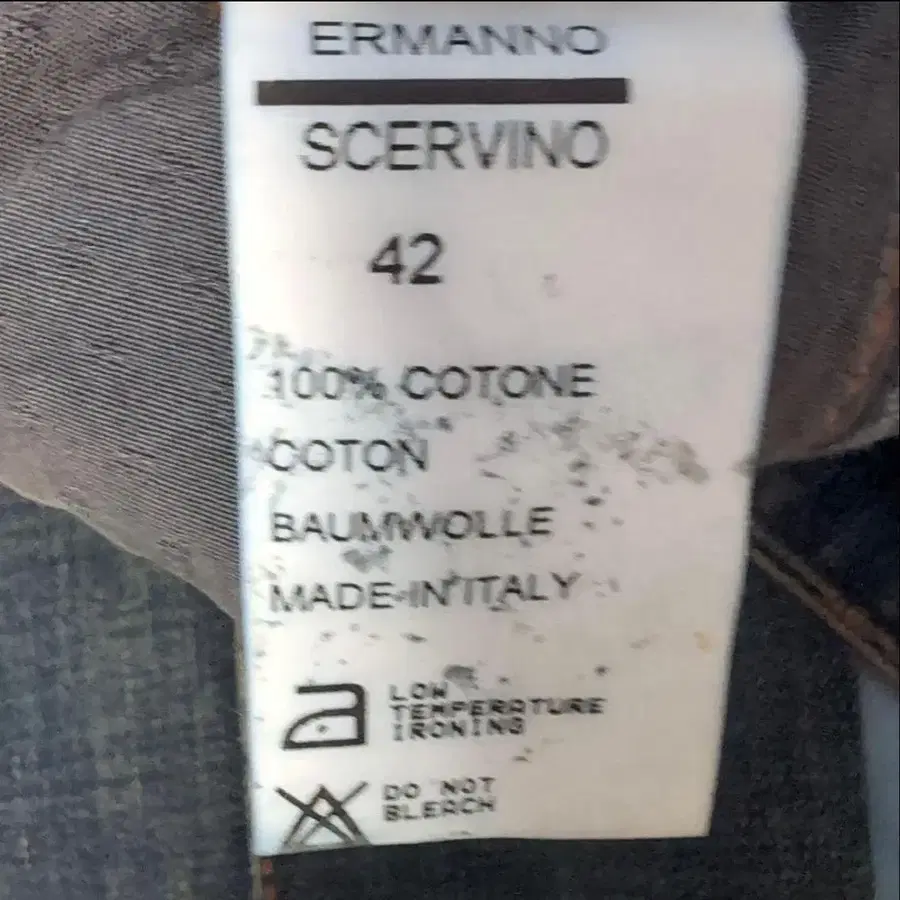 ERMANNO
SCERVINO
42
100% COTONE
COTON
BAUMWOLLE
MADE IN ITALY
LOW
TEMPERATURE
IRONING
DO NOT
BLEACH